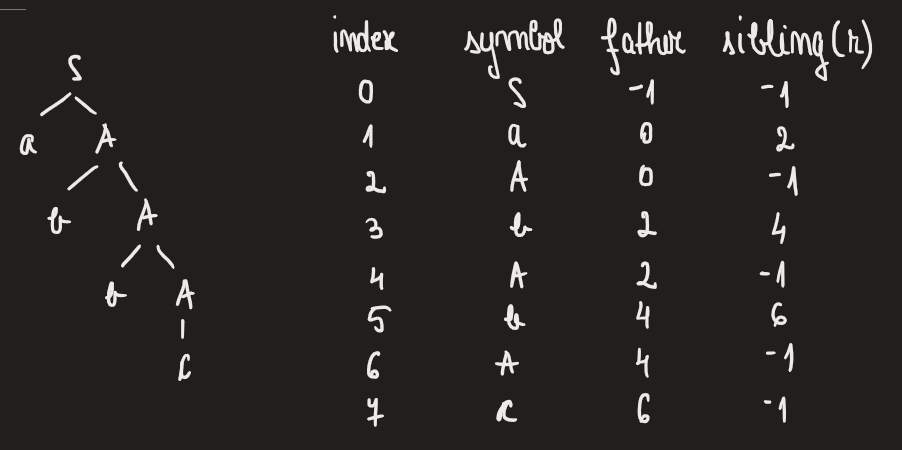 S
a A
b A
b A
c
index symbol father sibling(r)
0 S -1 -1
1 a 0 2
2 A 0 -1
3 b 2 4
4 A 2 -1
5 b 4 6
6 A 4 -1
7 c 6 -1